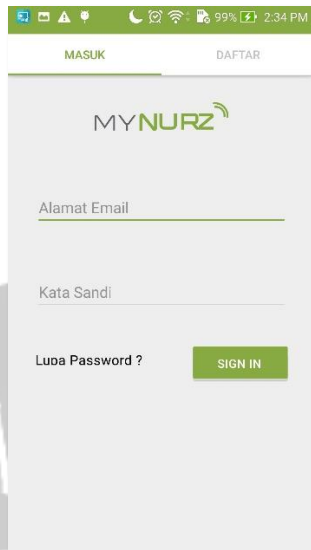 99% 2:34 PM
MASUK DAFTAR
MYNURZ
Alamat Email
Kata Sandi
Lupa Password ? SIGN IN